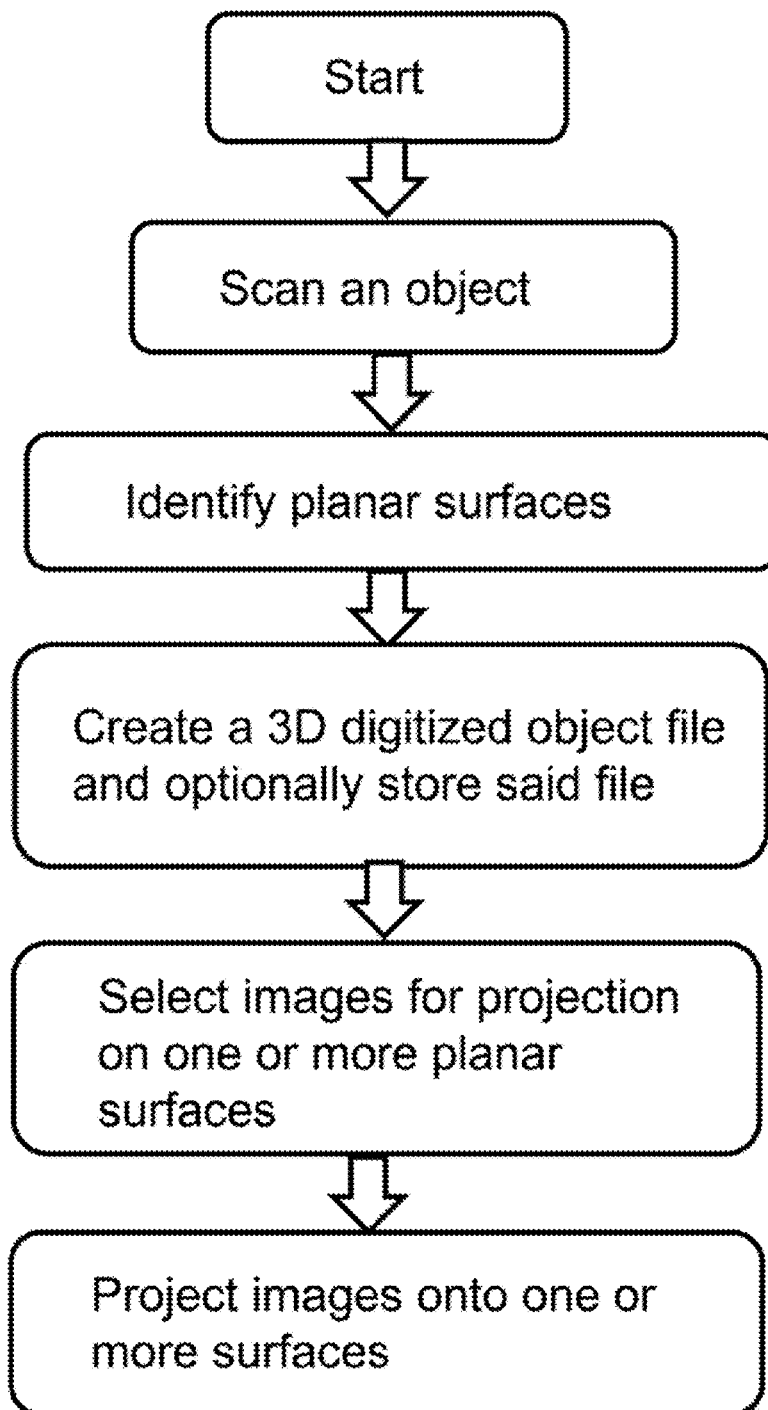 Start
Scan an object
Identify planar surfaces
Create a 3D digitized object file
and optionally store said file
Select images for projection
on one or more planar
surfaces
Project images onto one or
more surfaces